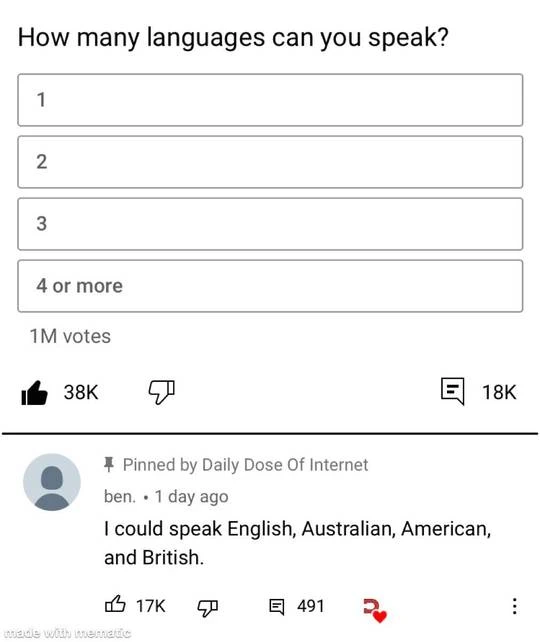 How many languages can you speak?
1
2
3
4 or more
1M votes
38K
18K
Pinned by Daily Dose Of Internet
ben. • 1 day ago
I could speak English, Australian, American,
and British.
17K
491
made with mematic